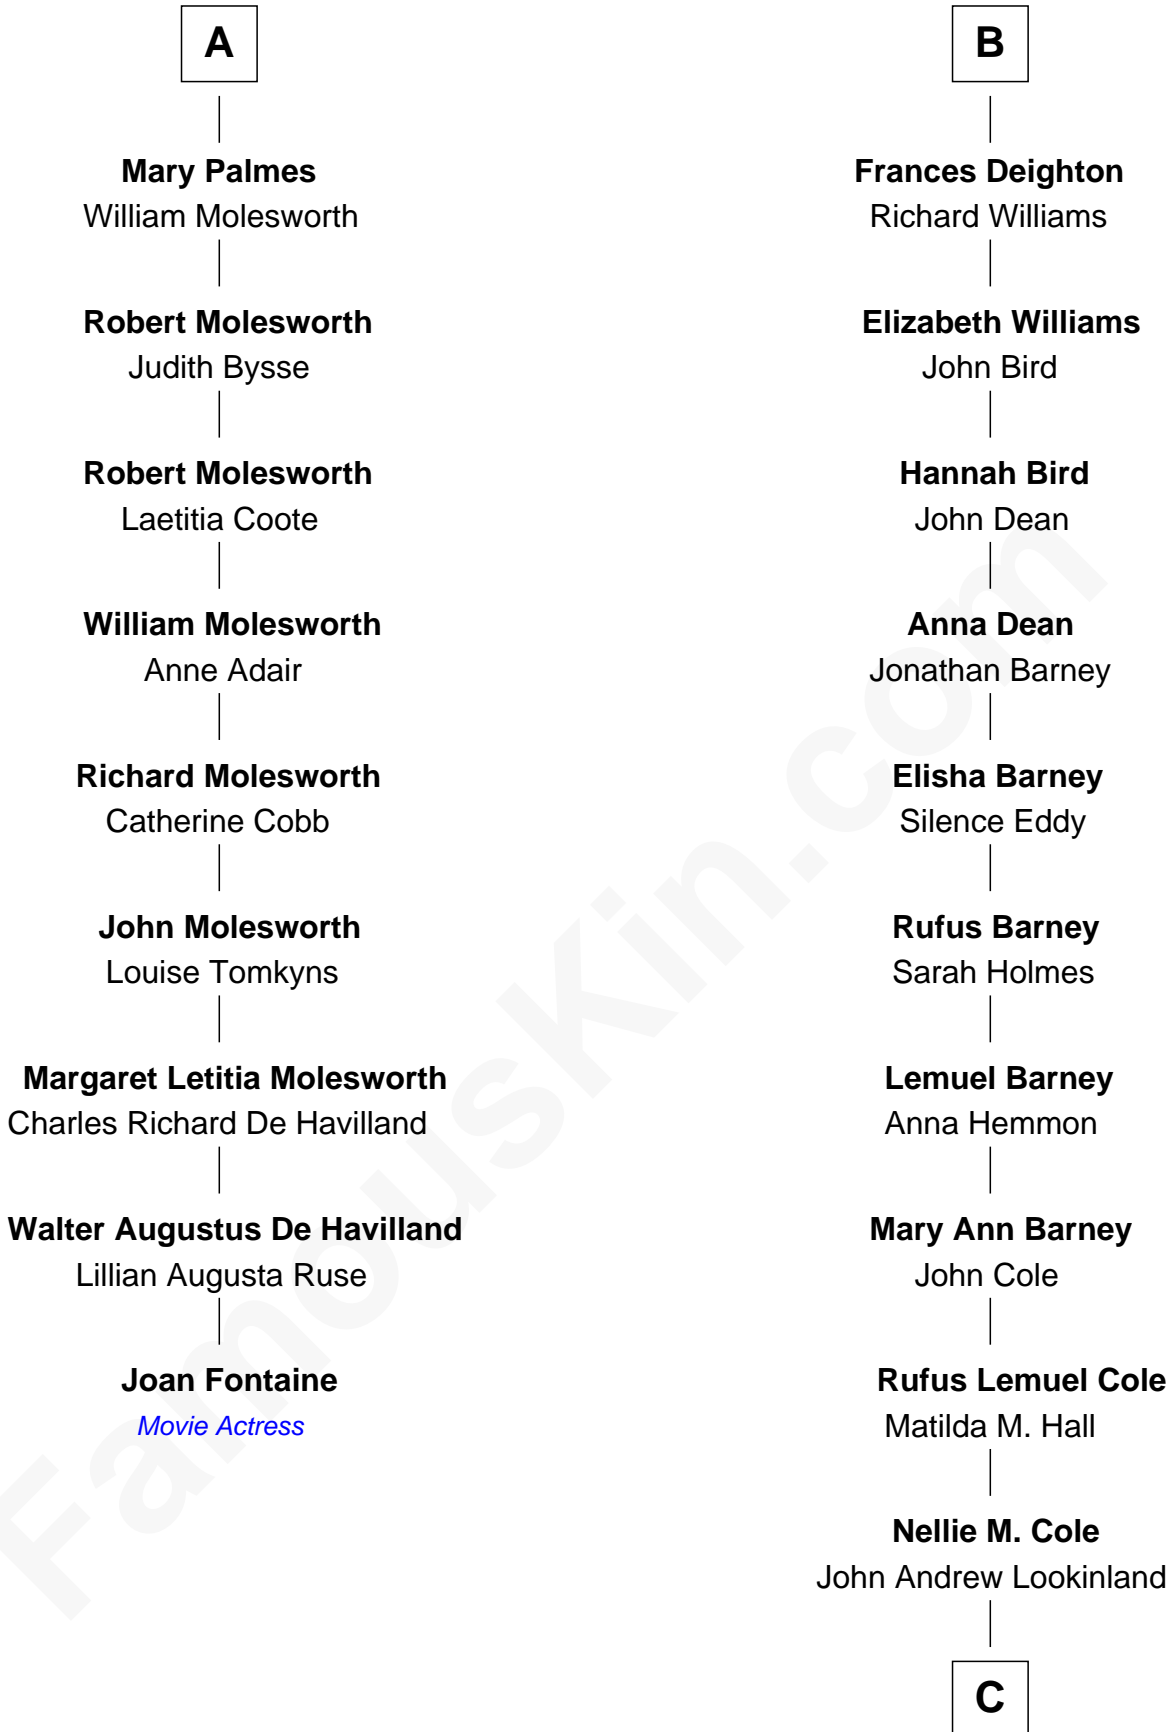 A
Mary Palmes
William Molesworth
Robert Molesworth
Judith Bysse
Robert Molesworth
Laetitia Coote
William Molesworth
Anne Adair
Richard Molesworth
Catherine Cobb
John Molesworth
Louise Tomkyns
Margaret Letitia Molesworth
Charles Richard De Havilland
Walter Augustus De Havilland
Lillian Augusta Ruse
Joan Fontaine
Movie Actress
B
Frances Deighton
Richard Williams
Elizabeth Williams
John Bird
Hannah Bird
John Dean
Anna Dean
Jonathan Barney
Elisha Barney
Silence Eddy
Rufus Barney
Sarah Holmes
Lemuel Barney
Anna Hemmon
Mary Ann Barney
John Cole
Rufus Lemuel Cole
Matilda M. Hall
Nellie M. Cole
John Andrew Lookinland
C
FamousKin.com